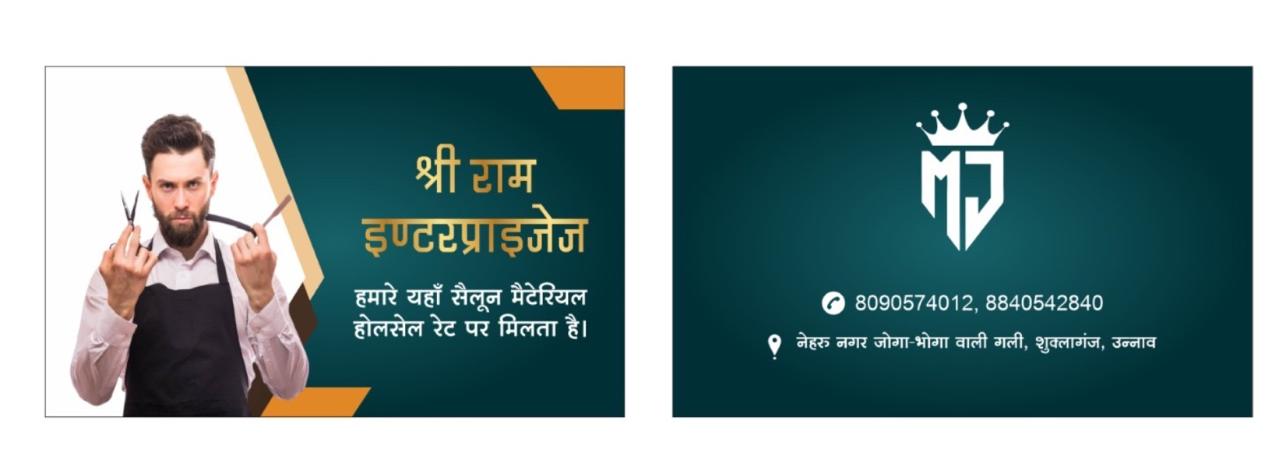 श्री राम
इण्टरप्राइजेज
हमारे यहाँ सैलून मैटेरियल
होलसेल रेट पर मिलता है।
MJ
8090574012, 8840542840
नेहरु नगर जोगा-भोगा वाली गली, शुक्लागंज, उन्नाव